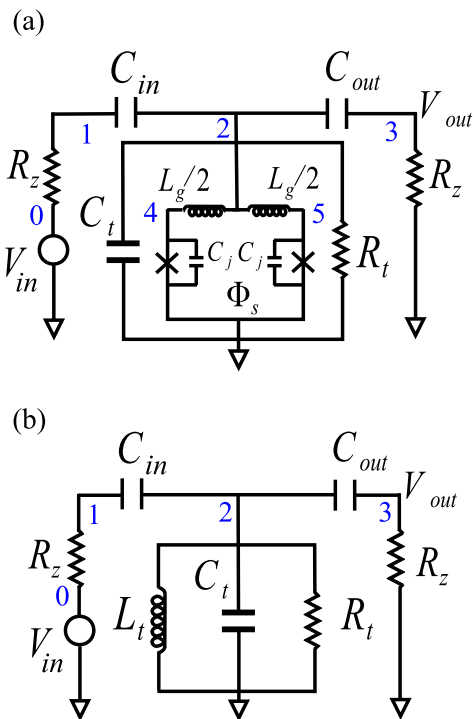 (a)
C_in C_out
1 2 3 V_out
R_z L_g/2 L_g/2 R_z
0 C_t 4 5
V_in C_j C_j R_t
Φ_s
(b)
C_in C_out
1 2 3 V_out
R_z C_t R_z
0 L_t R_t
V_in